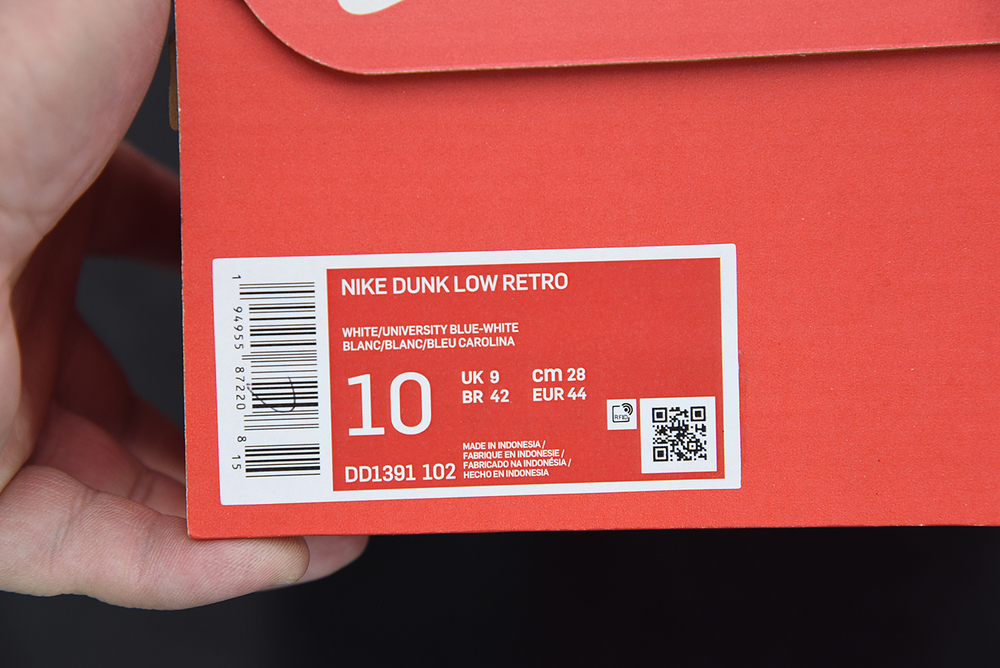 NIKE DUNK LOW RETRO
WHITE/UNIVERSITY BLUE-WHITE
BLANC/BLANC/BLEU CAROLINA
10
UK 9 cm 28
BR 42 EUR 44
RFID
DD1391 102
MADE IN INDONESIA /
FABRIQUE EN INDONESIE /
FABRICADO NA INDONÉSIA /
HECHO EN INDONESIA
1 94955 87220 8 15